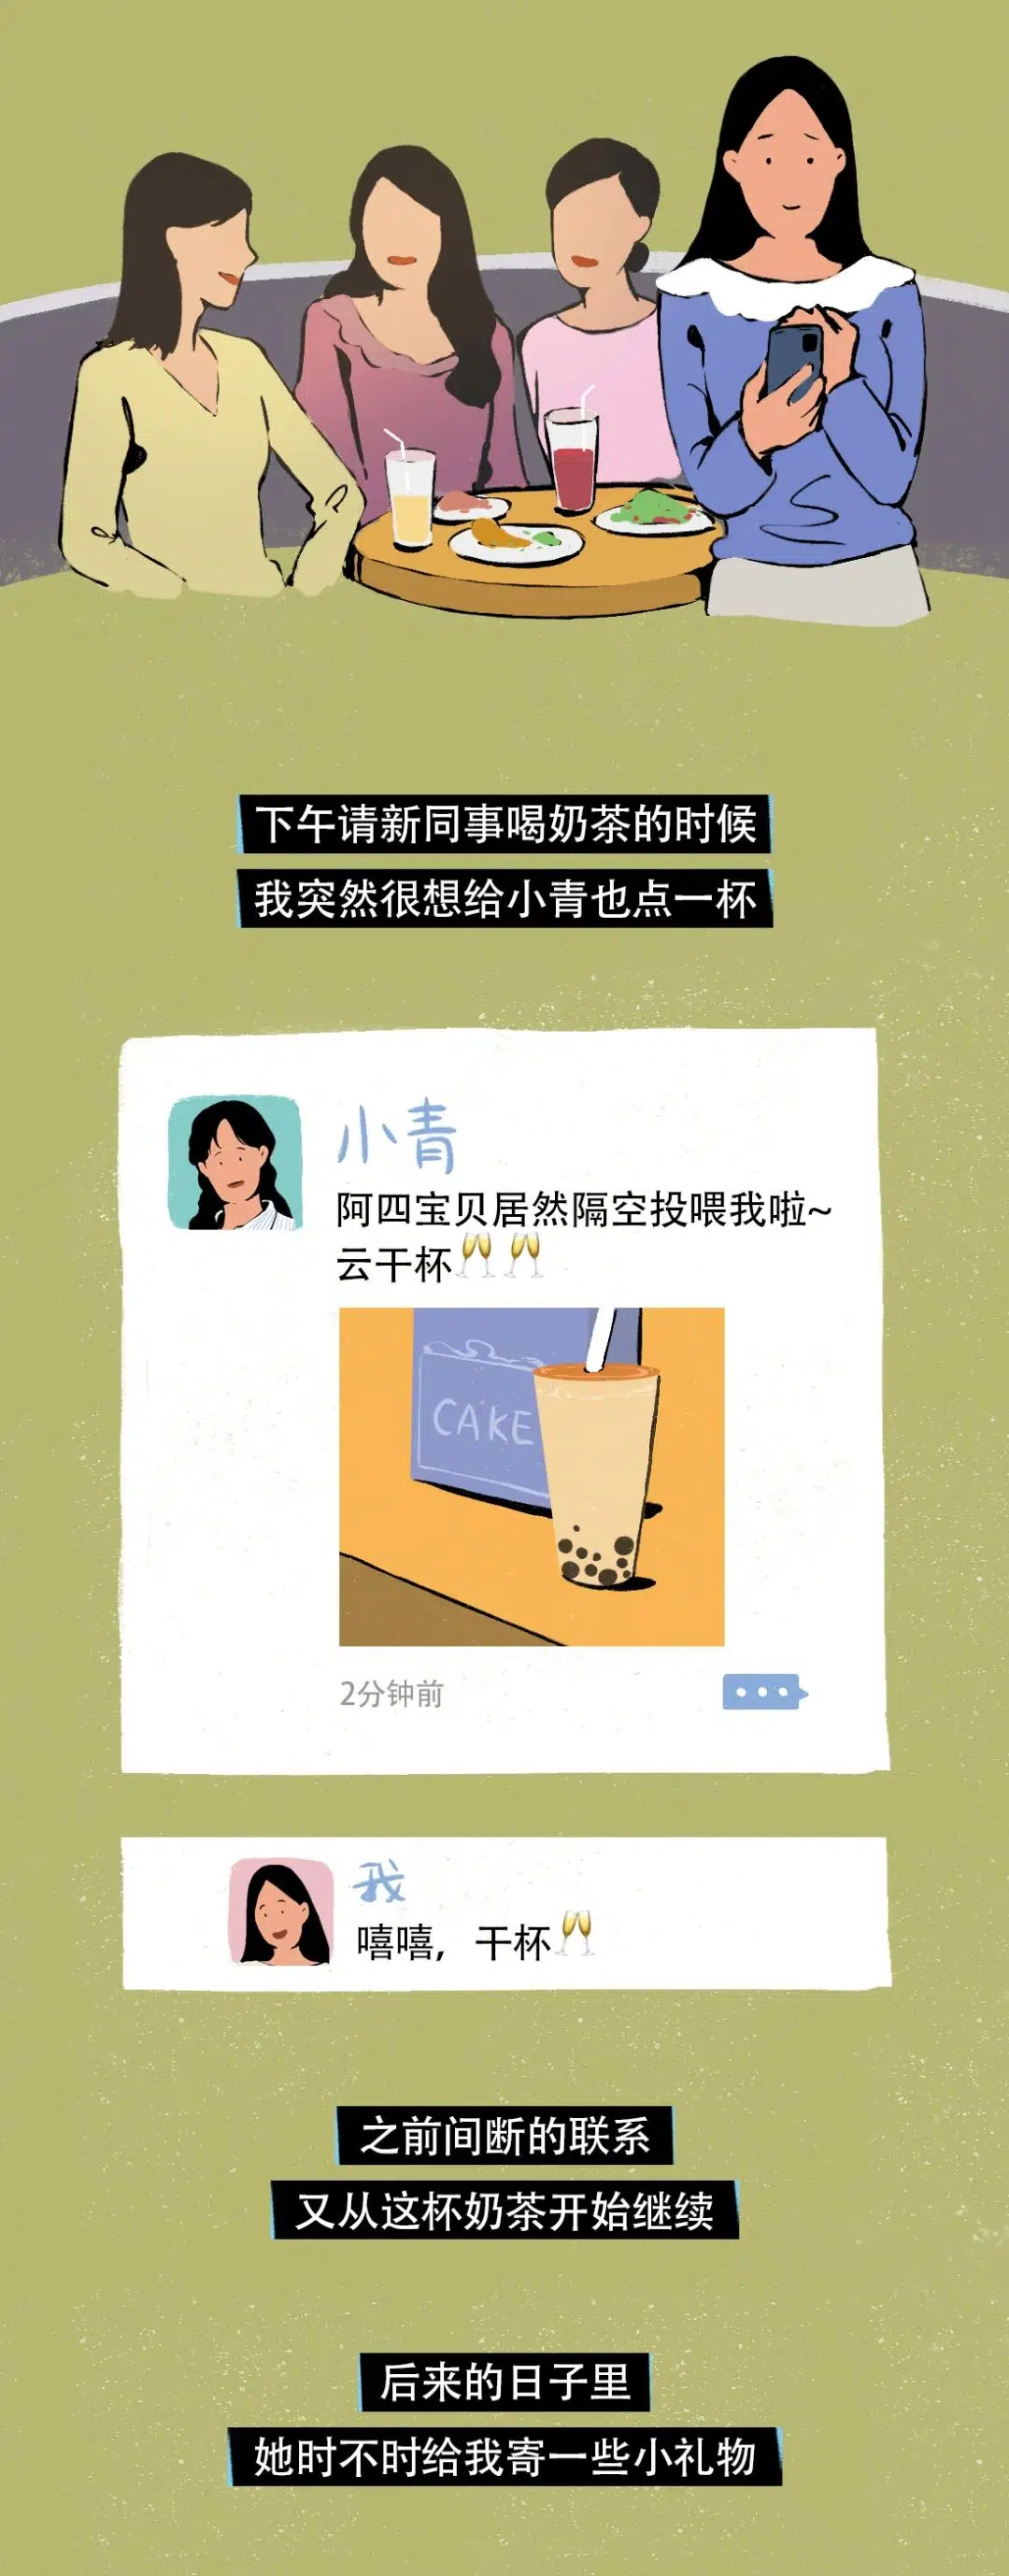 下午请新同事喝奶茶的时候
我突然很想给小青也点一杯
小青
阿四宝贝居然隔空投喂我啦~
云干杯🥂🥂
CAKE
2分钟前
我
嘻嘻，干杯🥂
之前间断的联系
又从这杯奶茶开始继续
后来的日子里
她时不时给我寄一些小礼物